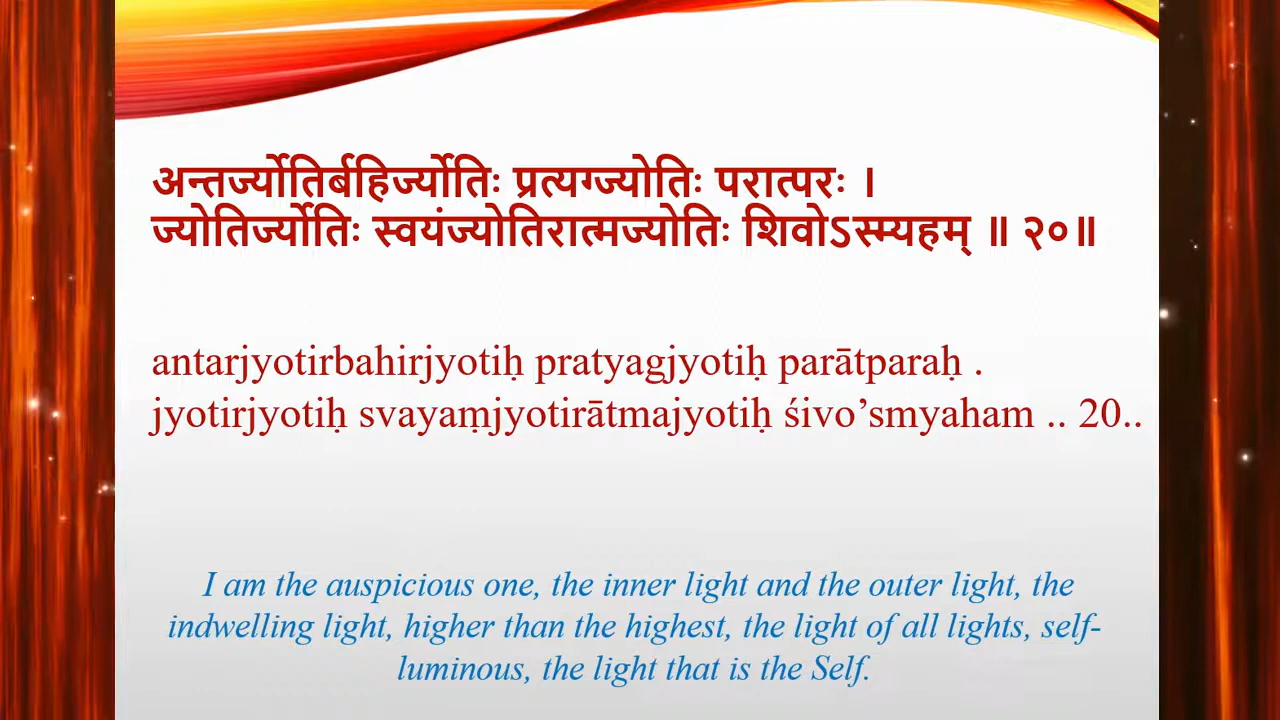 अन्तर्ज्योतिर्बहिर्ज्योतिः प्रत्यग्ज्योतिः परात्परः ।
ज्योतिर्ज्योतिः स्वयंज्योतिरात्मज्योतिः शिवोऽस्म्यहम् ॥ २०॥
antarjyotirbahirjyotiḥ pratyagjyotiḥ parātparaḥ .
jyotirjyotiḥ svayaṃjyotirātmajyotiḥ śivo’smyaham .. 20..
I am the auspicious one, the inner light and the outer light, the
indwelling light, higher than the highest, the light of all lights, self-
luminous, the light that is the Self.